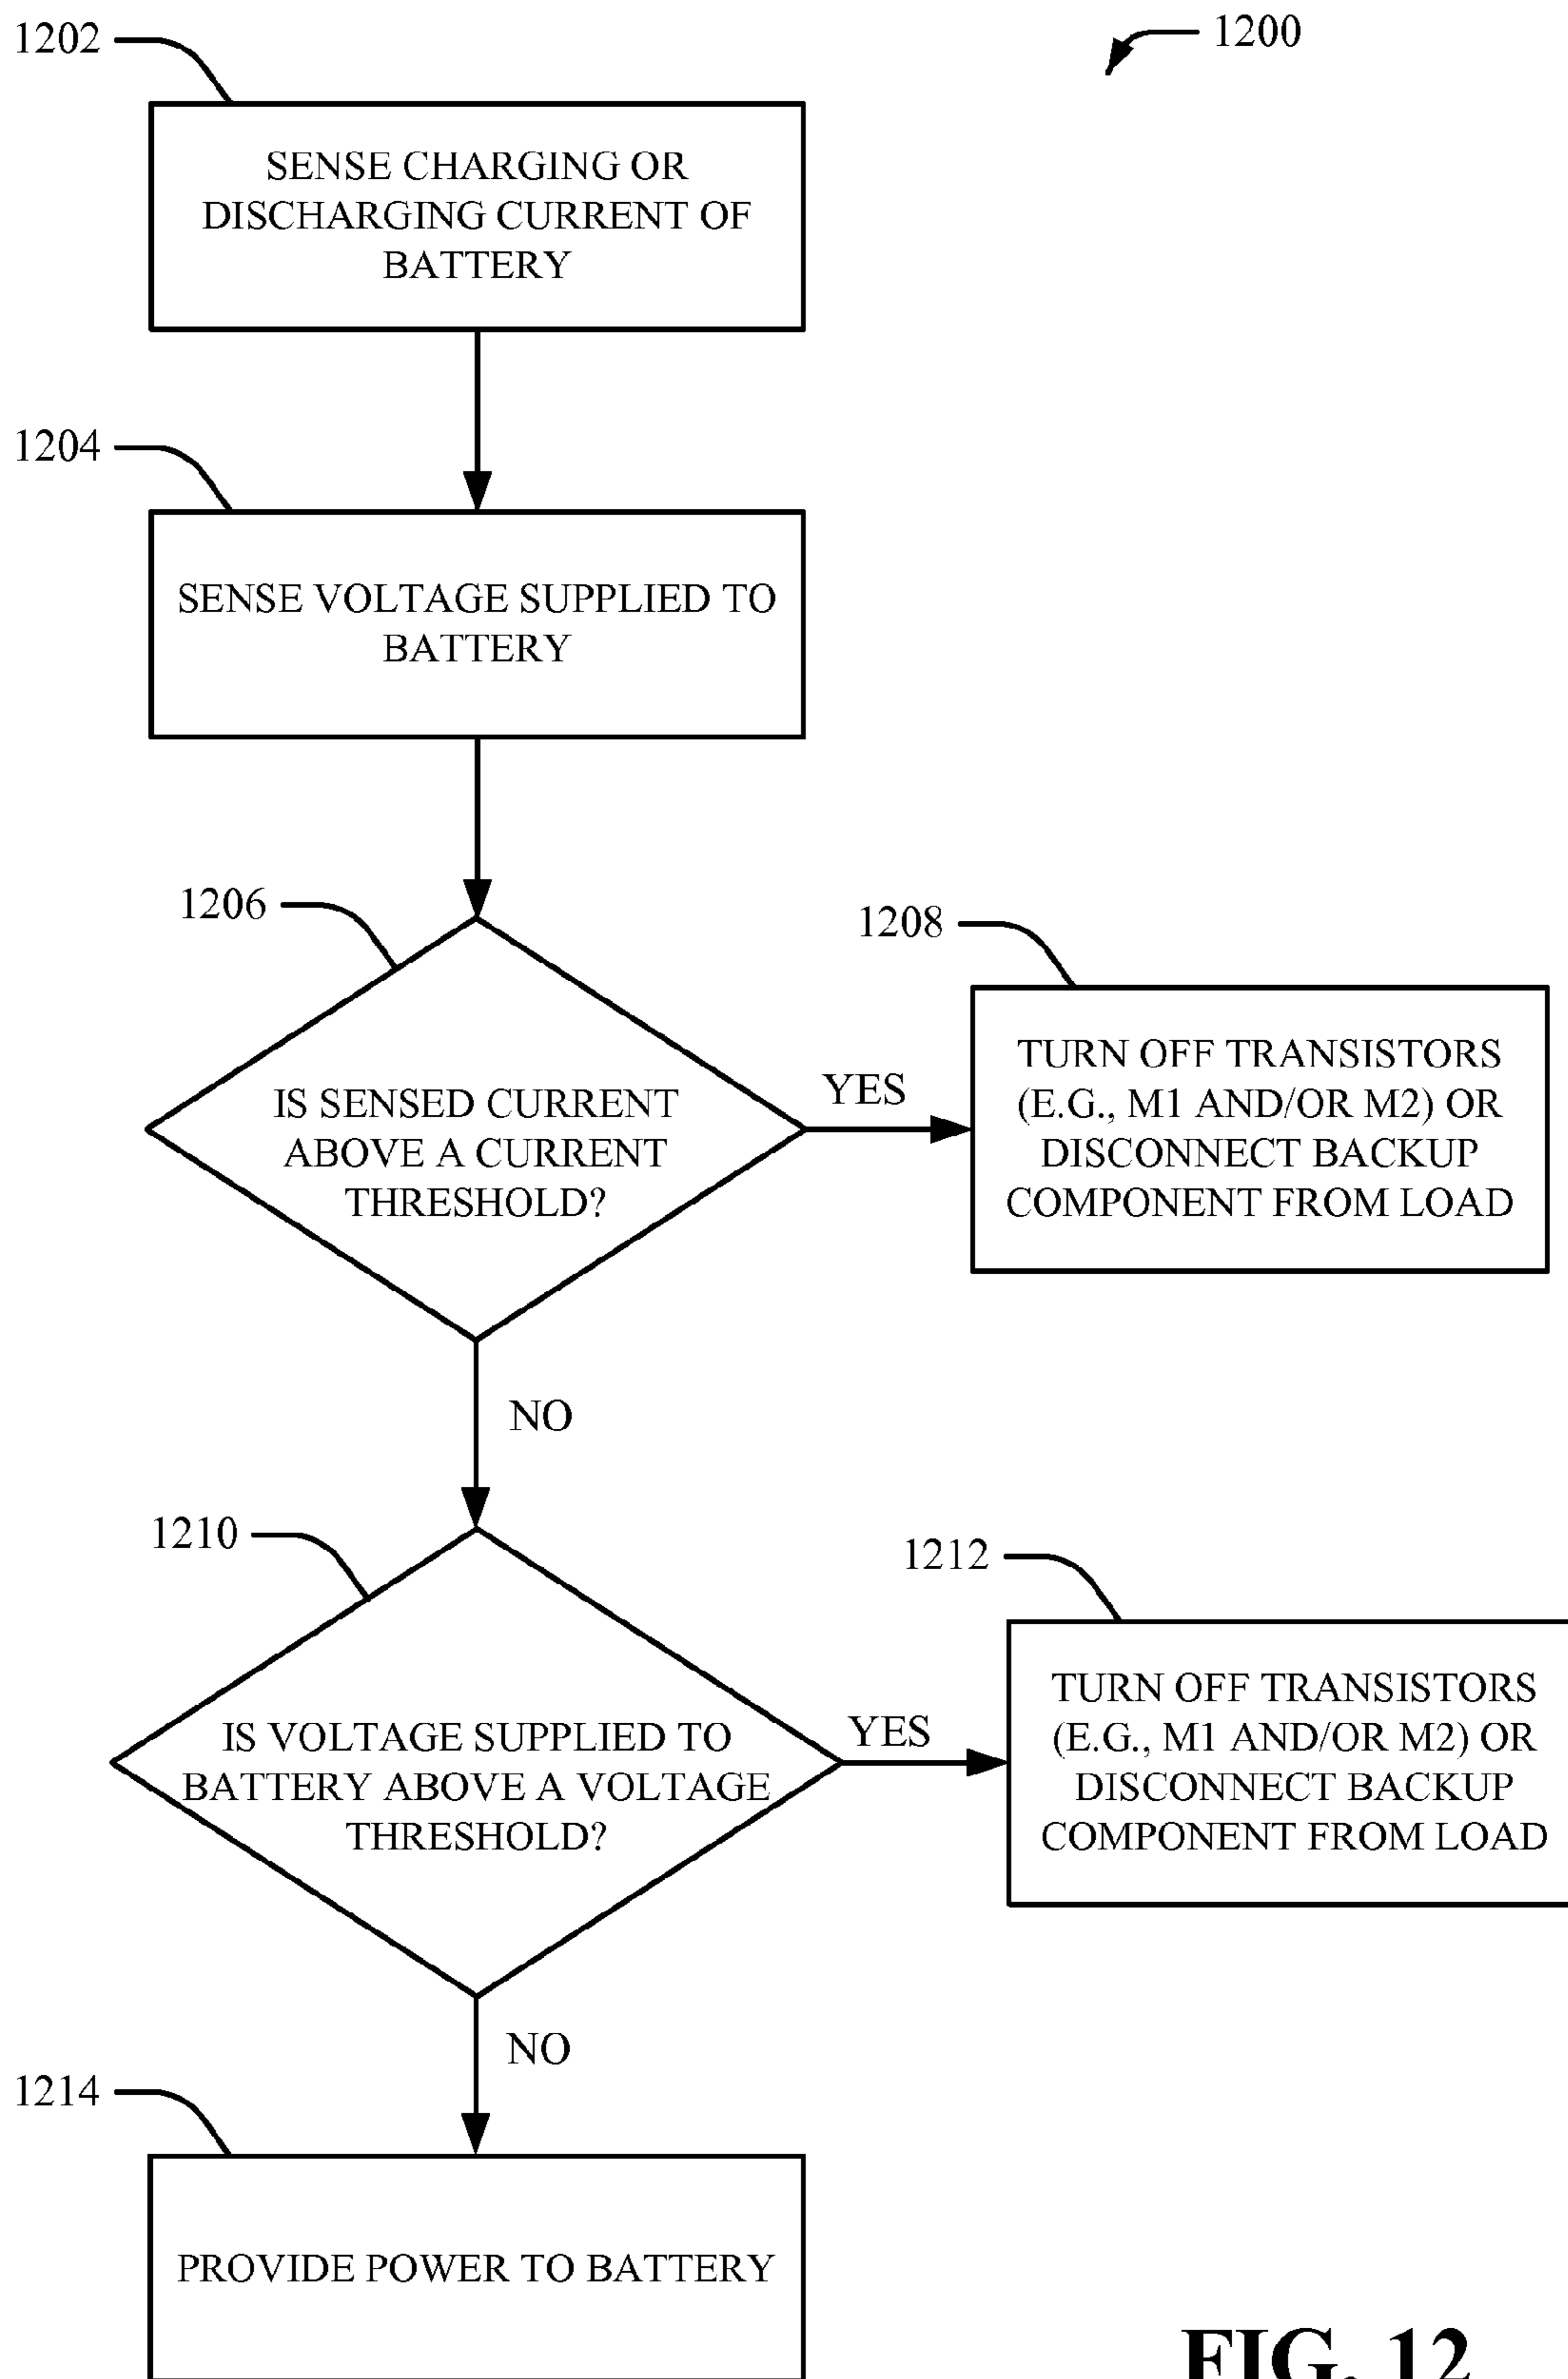 1202
1200
SENSE CHARGING OR
DISCHARGING CURRENT OF
BATTERY
1204
SENSE VOLTAGE SUPPLIED TO
BATTERY
1206
1208
IS SENSED CURRENT
ABOVE A CURRENT
THRESHOLD?
YES
TURN OFF TRANSISTORS
(E.G., M1 AND/OR M2) OR
DISCONNECT BACKUP
COMPONENT FROM LOAD
NO
1210
1212
IS VOLTAGE SUPPLIED TO
BATTERY ABOVE A VOLTAGE
THRESHOLD?
YES
TURN OFF TRANSISTORS
(E.G., M1 AND/OR M2) OR
DISCONNECT BACKUP
COMPONENT FROM LOAD
NO
1214
PROVIDE POWER TO BATTERY
FIG. 12